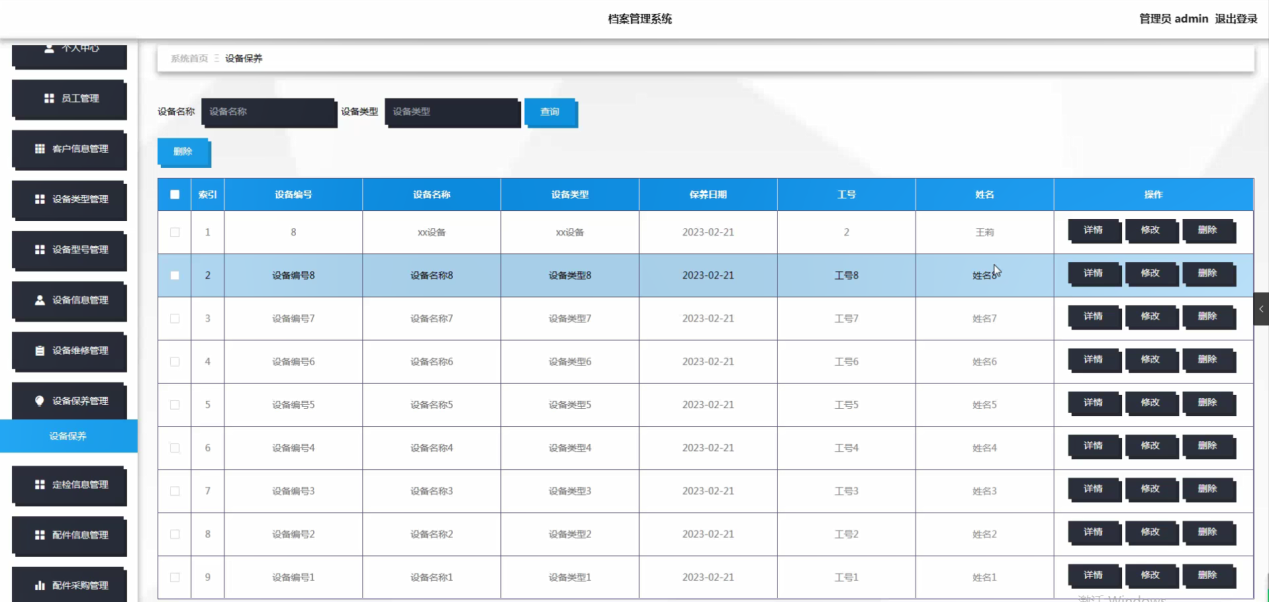 档案管理系统
管理员 admin 退出登录
个人中心
员工管理
客户信息管理
设备类型管理
设备型号管理
设备信息管理
设备维修管理
设备保养管理
设备保养
定检信息管理
配件信息管理
配件采购管理
系统首页 Ξ 设备保养
设备名称 设备名称 设备类型 设备类型 查询
删除
索引 设备编号 设备名称 设备类型 保养日期 工号 姓名 操作
1 8 xx设备 xx设备 2023-02-21 2 王莉 详情 修改 删除
2 设备编号8 设备名称8 设备类型8 2023-02-21 工号8 姓名8 详情 修改 删除
3 设备编号7 设备名称7 设备类型7 2023-02-21 工号7 姓名7 详情 修改 删除
4 设备编号6 设备名称6 设备类型6 2023-02-21 工号6 姓名6 详情 修改 删除
5 设备编号5 设备名称5 设备类型5 2023-02-21 工号5 姓名5 详情 修改 删除
6 设备编号4 设备名称4 设备类型4 2023-02-21 工号4 姓名4 详情 修改 删除
7 设备编号3 设备名称3 设备类型3 2023-02-21 工号3 姓名3 详情 修改 删除
8 设备编号2 设备名称2 设备类型2 2023-02-21 工号2 姓名2 详情 修改 删除
9 设备编号1 设备名称1 设备类型1 2023-02-21 工号1 姓名1 详情 修改 删除
激活 Windows